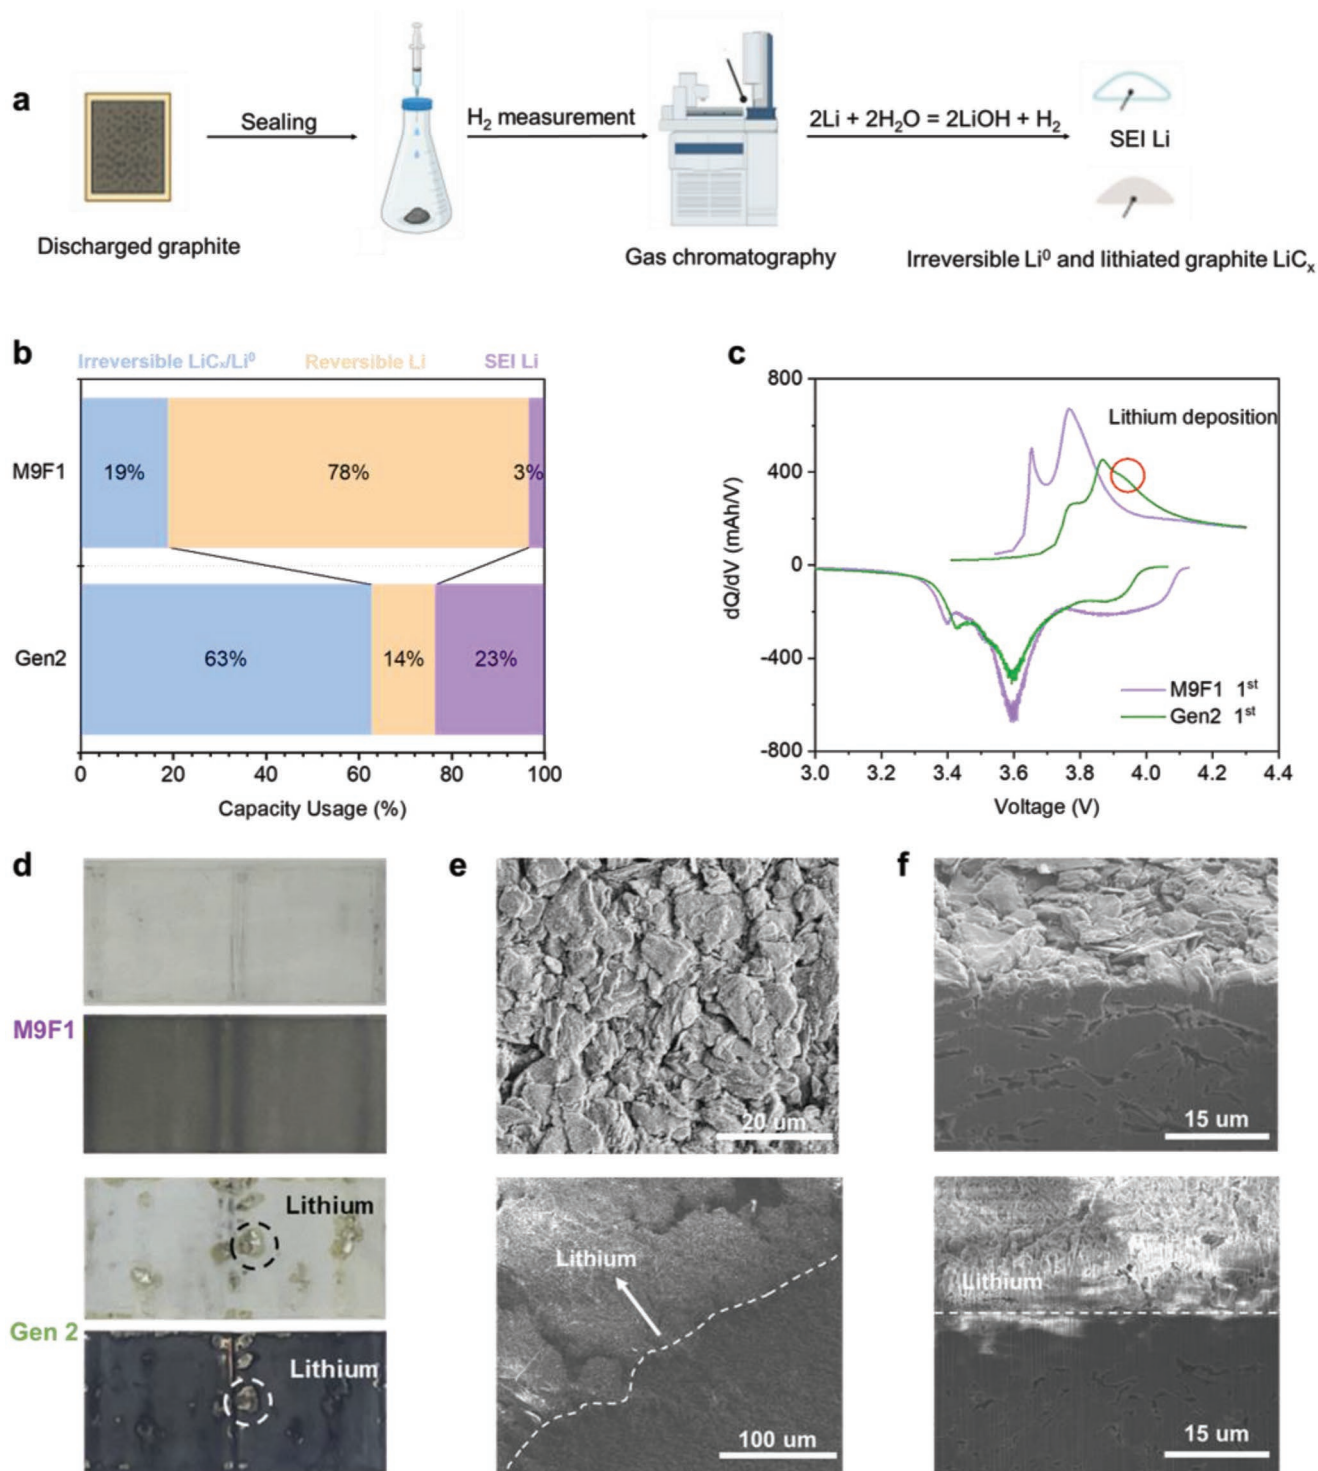 a
Sealing
H₂ measurement
2Li + 2H₂O = 2LiOH + H₂
SEI Li
Discharged graphite
Gas chromatography
Irreversible Li⁰ and lithiated graphite LiCₓ
b
Irreversible LiCₓ/Li⁰ Reversible Li SEI Li
M9F1
19% 78% 3%
Gen2
63% 14% 23%
0 20 40 60 80 100
Capacity Usage (%)
c
800
400
0
-400
-800
dQ/dV (mAh/V)
Lithium deposition
M9F1 1ˢᵗ
Gen2 1ˢᵗ
3.0 3.2 3.4 3.6 3.8 4.0 4.2 4.4
Voltage (V)
d
M9F1
Lithium
Gen 2
Lithium
e
20 um
Lithium
100 um
f
15 um
Lithium
15 um